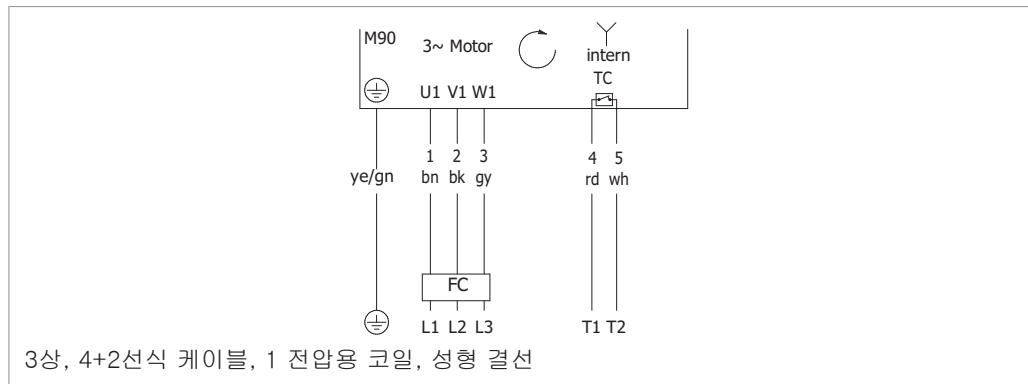 M90 3~ Motor
intern
TC
U1 V1 W1
1 2 3 4 5
ye/gn bn bk gy rd wh
FC
L1 L2 L3 T1 T2
3상, 4+2선식 케이블, 1 전압용 코일, 성형 결선